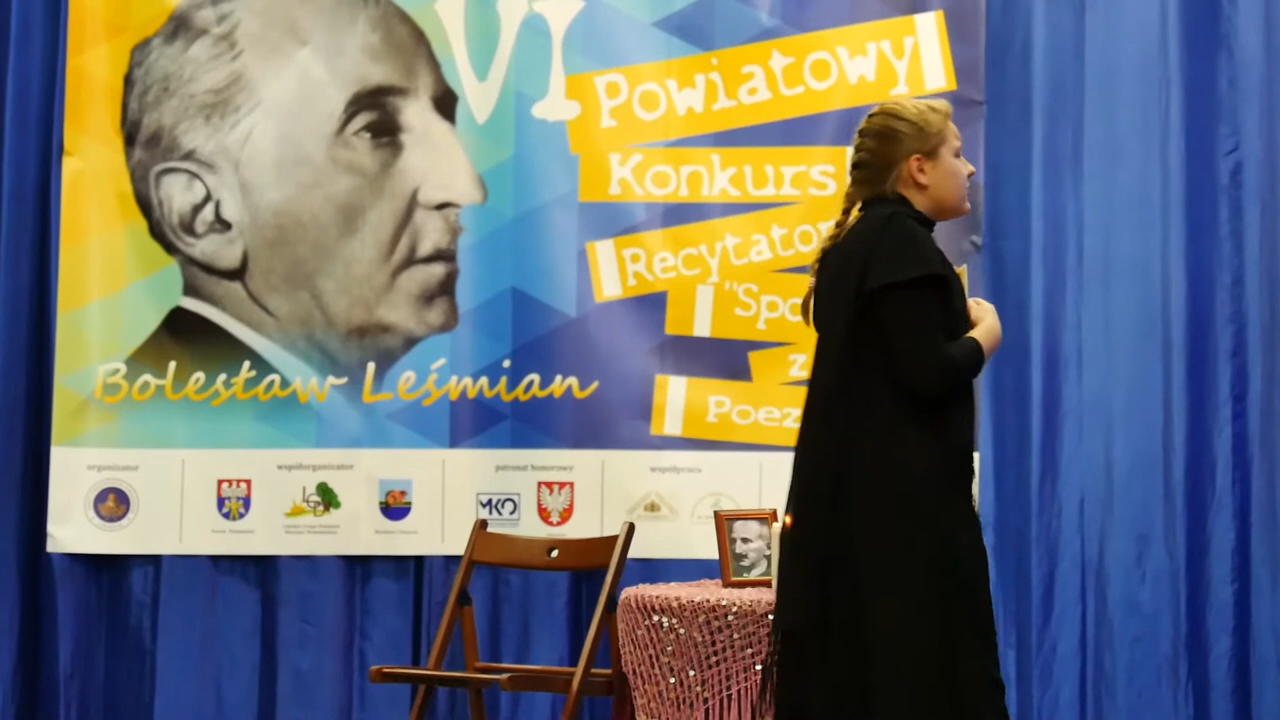 VI
Powiatowy
Konkurs
Recytator
"Spo
z
Poez
Bolesław Leśmian
organizator
współorganizator
patronat honorowy
współpraca
MKO